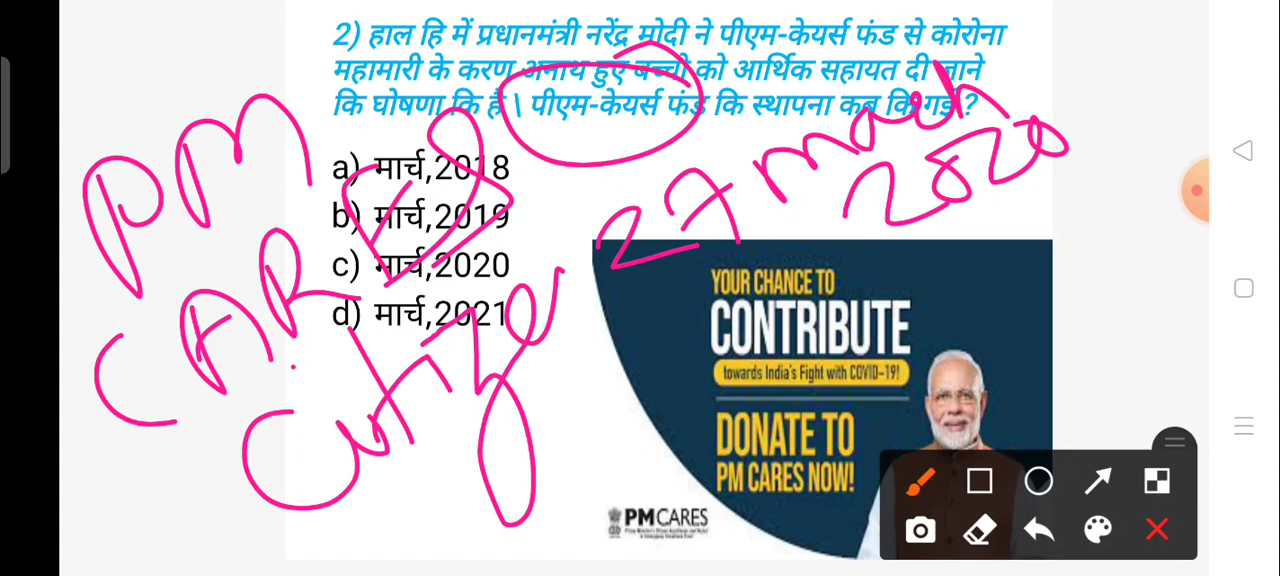 2) हाल हि में प्रधानमंत्री नरेंद्र मोदी ने पीएम-केयर्स फंड से कोरोना
महामारी के करण अनाथ हुए बच्चो को आर्थिक सहायत दी जाने
कि घोषणा कि है \ पीएम-केयर्स फंड कि स्थापना कब कि गई ?
a) मार्च,2018
b) मार्च,2019
c) मार्च,2020
d) मार्च,2021
27 march
2020
PM
CARES
YOUR CHANCE TO
CONTRIBUTE
towards India's Fight with COVID-19!
DONATE TO
PM CARES NOW!
PMCARES